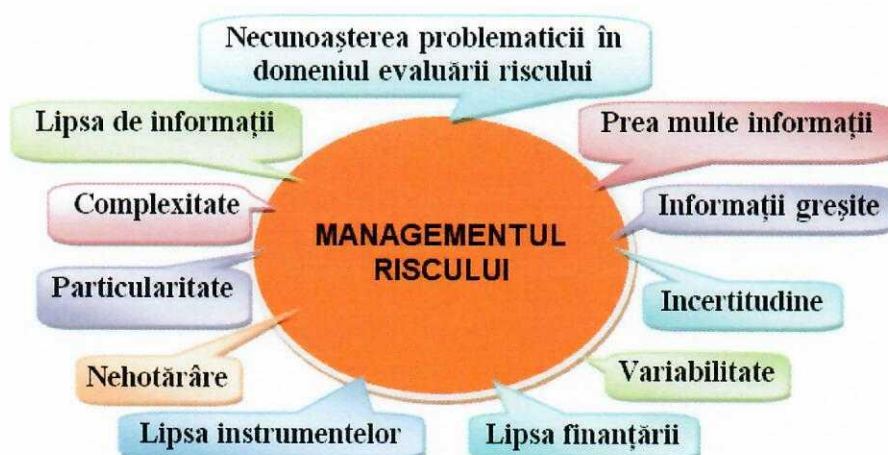 Necunoașterea problematicii în
domeniul evaluării riscului
Lipsa de informații
Prea multe informații
Complexitate
Informații greșite
MANAGEMENTUL
RISCULUI
Particularitate
Incertitudine
Nehotărâre
Variabilitate
Lipsa instrumentelor
Lipsa finanțării